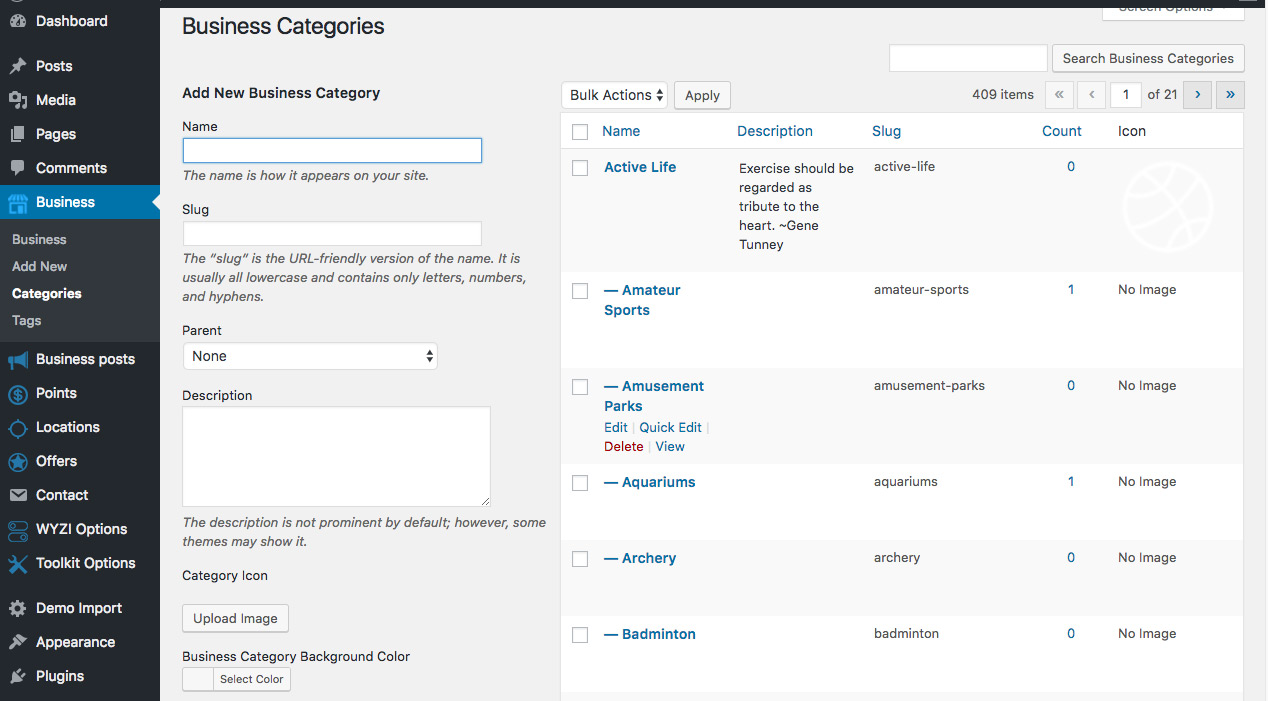 Dashboard
Posts
Media
Pages
Comments
Business
Business
Add New
Categories
Tags
Business posts
Points
Locations
Offers
Contact
WYZI Options
Toolkit Options
Demo Import
Appearance
Plugins
Screen Options
Business Categories
Search Business Categories
Add New Business Category
Name
The name is how it appears on your site.
Slug
The “slug” is the URL-friendly version of the name. It is
usually all lowercase and contains only letters, numbers,
and hyphens.
Parent
None
Description
The description is not prominent by default; however, some
themes may show it.
Category Icon
Upload Image
Business Category Background Color
Select Color
Bulk Actions Apply 409 items « ‹ 1 of 21 › »
Name Description Slug Count Icon
Active Life Exercise should be active-life 0
regarded as
tribute to the
heart. ~Gene
Tunney
— Amateur amateur-sports 1 No Image
Sports
— Amusement amusement-parks 0 No Image
Parks
Edit | Quick Edit |
Delete | View
— Aquariums aquariums 1 No Image
— Archery archery 0 No Image
— Badminton badminton 0 No Image